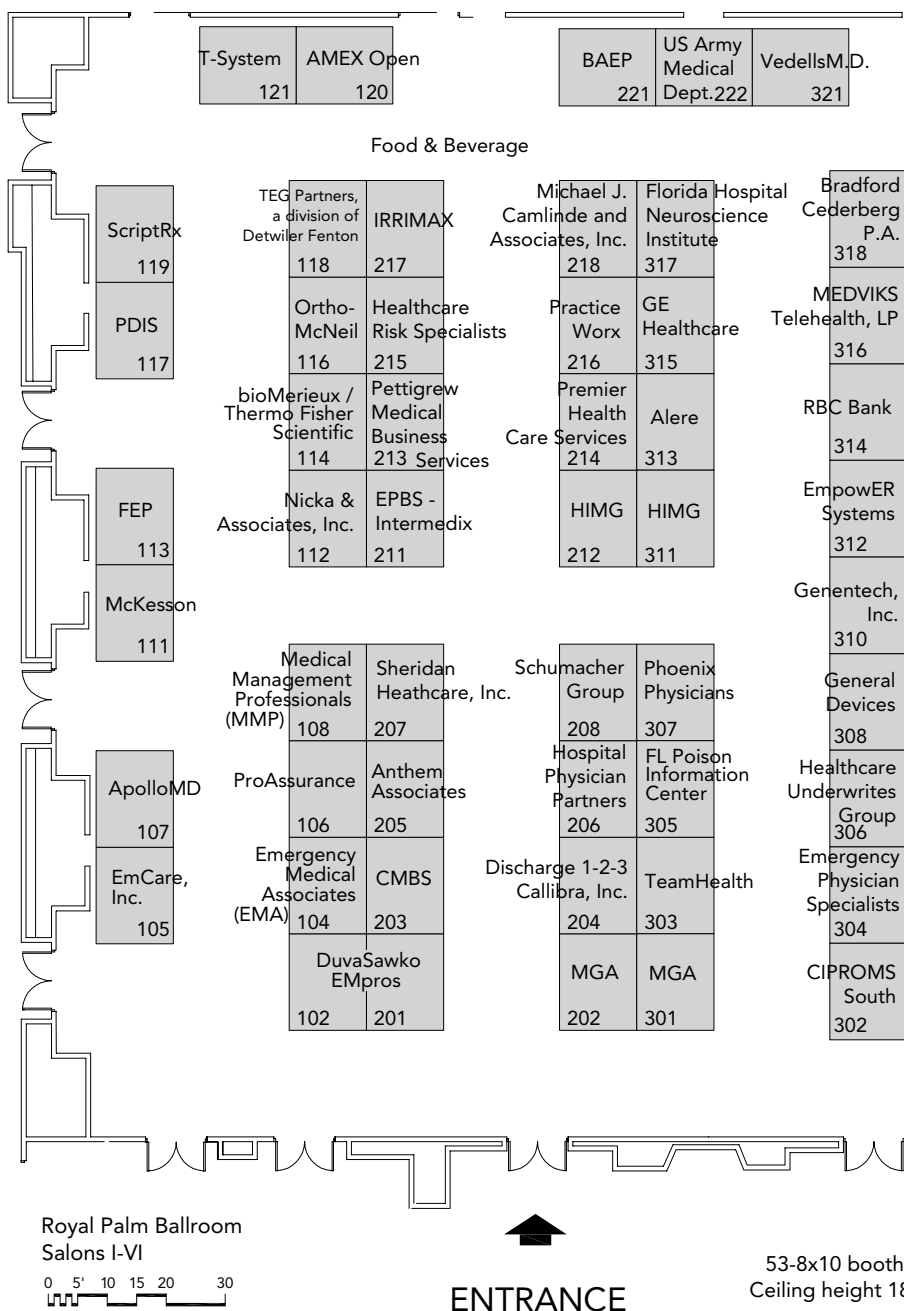 T-System
121
AMEX Open
120
BAEP
221
US Army
Medical
Dept.222
VedellsM.D.
321
Food & Beverage
ScriptRx
119
PDIS
117
FEP
113
McKesson
111
ApolloMD
107
EmCare,
Inc.
105
TEG Partners,
a division of
Detwiler Fenton
118
IRRIMAX
217
Ortho-
McNeil
116
Healthcare
Risk Specialists
215
bioMerieux /
Thermo Fisher
Scientific
114
Pettigrew
Medical
Business
213 Services
Nicka &
Associates, Inc.
112
EPBS -
Intermedix
211
Medical
Management
Professionals
(MMP)
108
Sheridan
Heathcare, Inc.
207
ProAssurance
106
Anthem
Associates
205
Emergency
Medical
Associates
(EMA)
104
CMBS
203
DuvaSawko
EMpros
102
201
Michael J.
Camlinde and
Associates, Inc.
218
Florida Hospital
Neuroscience
Institute
317
Practice
Worx
216
GE
Healthcare
315
Premier
Health
Care Services
214
Alere
313
HIMG
212
HIMG
311
Schumacher
Group
208
Phoenix
Physicians
307
Hospital
Physician
Partners
206
FL Poison
Information
Center
305
Discharge 1-2-3
Callibra, Inc.
204
TeamHealth
303
MGA
202
MGA
301
Bradford
Cederberg
P.A.
318
MEDVIKS
Telehealth, LP
316
RBC Bank
314
EmpowER
Systems
312
Genentech,
Inc.
310
General
Devices
308
Healthcare
Underwrites
Group
306
Emergency
Physician
Specialists
304
CIPROMS
South
302
Royal Palm Ballroom
Salons I-VI
0 5' 10 15 20 30
ENTRANCE
53-8x10 booth
Ceiling height 18